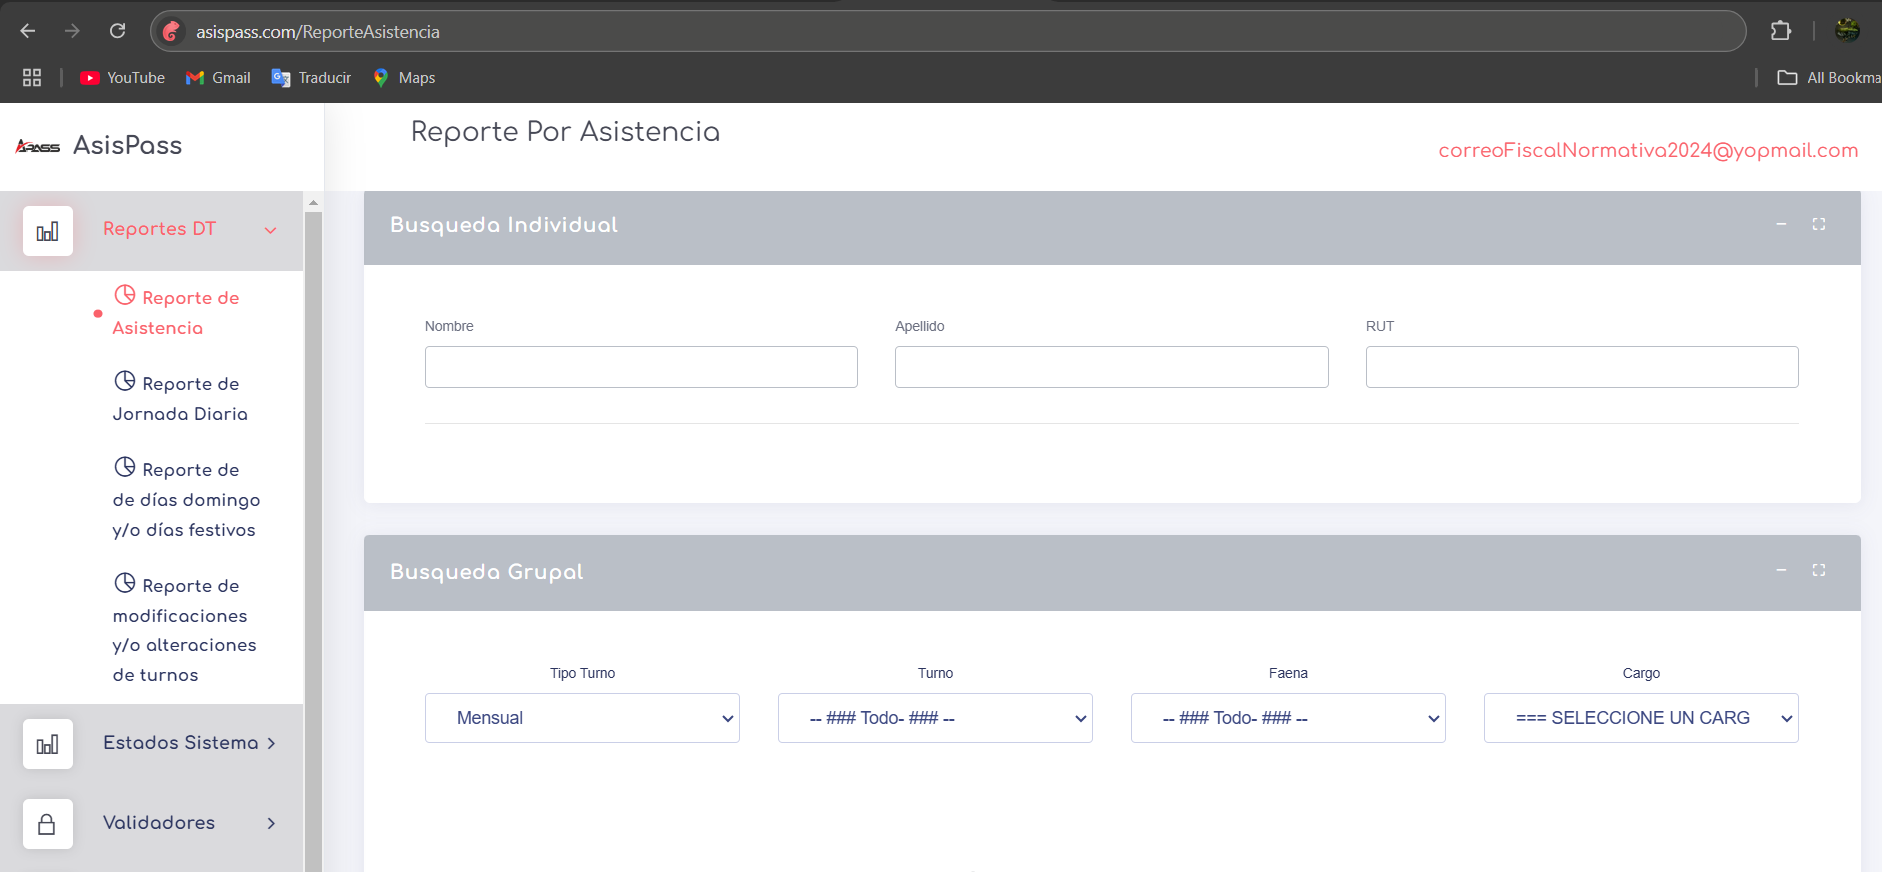 asispass.com/ReporteAsistencia
YouTube
Gmail
Traducir
Maps
All Bookma
APASS
AsisPass
Reporte Por Asistencia
correoFiscalNormativa2024@yopmail.com
Reportes DT
Reporte de
Asistencia
Reporte de
Jornada Diaria
Reporte de
de días domingo
y/o días festivos
Reporte de
modificaciones
y/o alteraciones
de turnos
Estados Sistema
Validadores
Busqueda Individual
Nombre
Apellido
RUT
Busqueda Grupal
Tipo Turno
Turno
Faena
Cargo
Mensual
-- ### Todo- ### --
-- ### Todo- ### --
=== SELECCIONE UN CARG